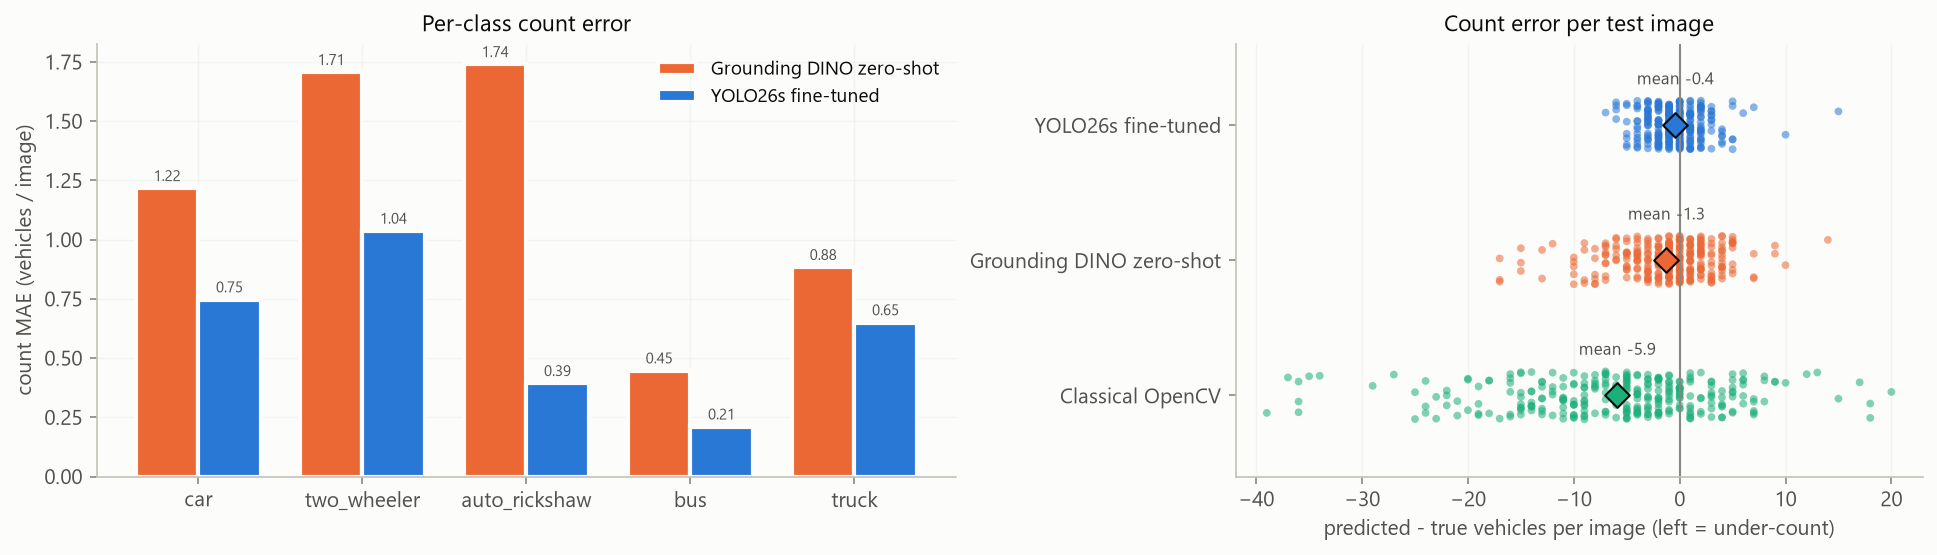 Per-class count error
count MAE (vehicles / image)
1.75
1.50
1.25
1.00
0.75
0.50
0.25
0.00
1.22
0.75
1.71
1.04
1.74
0.39
0.45
0.21
0.88
0.65
Grounding DINO zero-shot
YOLO26s fine-tuned
car
two_wheeler
auto_rickshaw
bus
truck
Count error per test image
YOLO26s fine-tuned
mean -0.4
Grounding DINO zero-shot
mean -1.3
Classical OpenCV
mean -5.9
−40
−30
−20
−10
0
10
20
predicted - true vehicles per image (left = under-count)